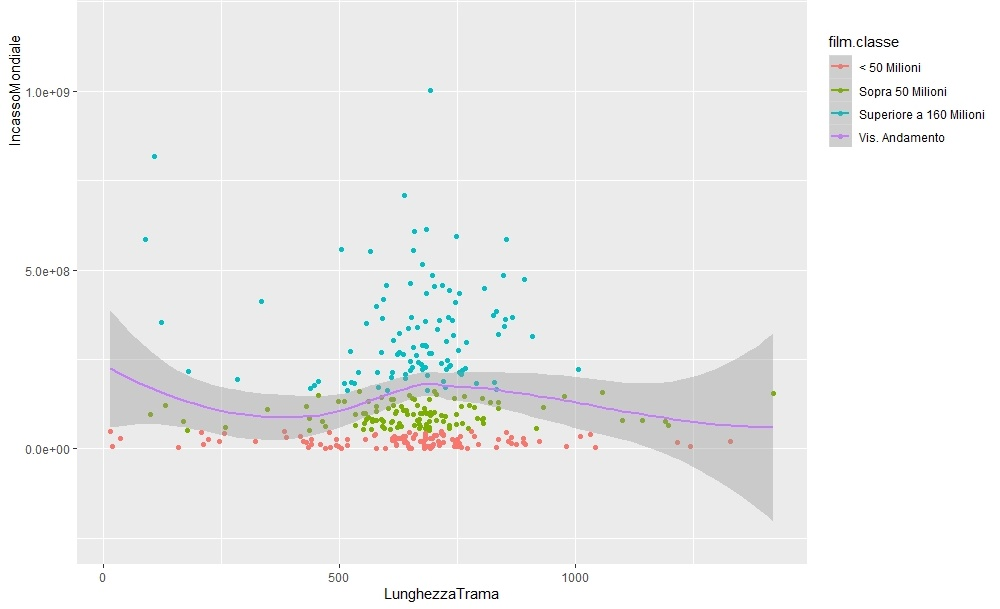 IncassoMondiale
1.0e+09
5.0e+08
0.0e+00
0
500
1000
LunghezzaTrama
film.classe
< 50 Milioni
Sopra 50 Milioni
Superiore a 160 Milioni
Vis. Andamento